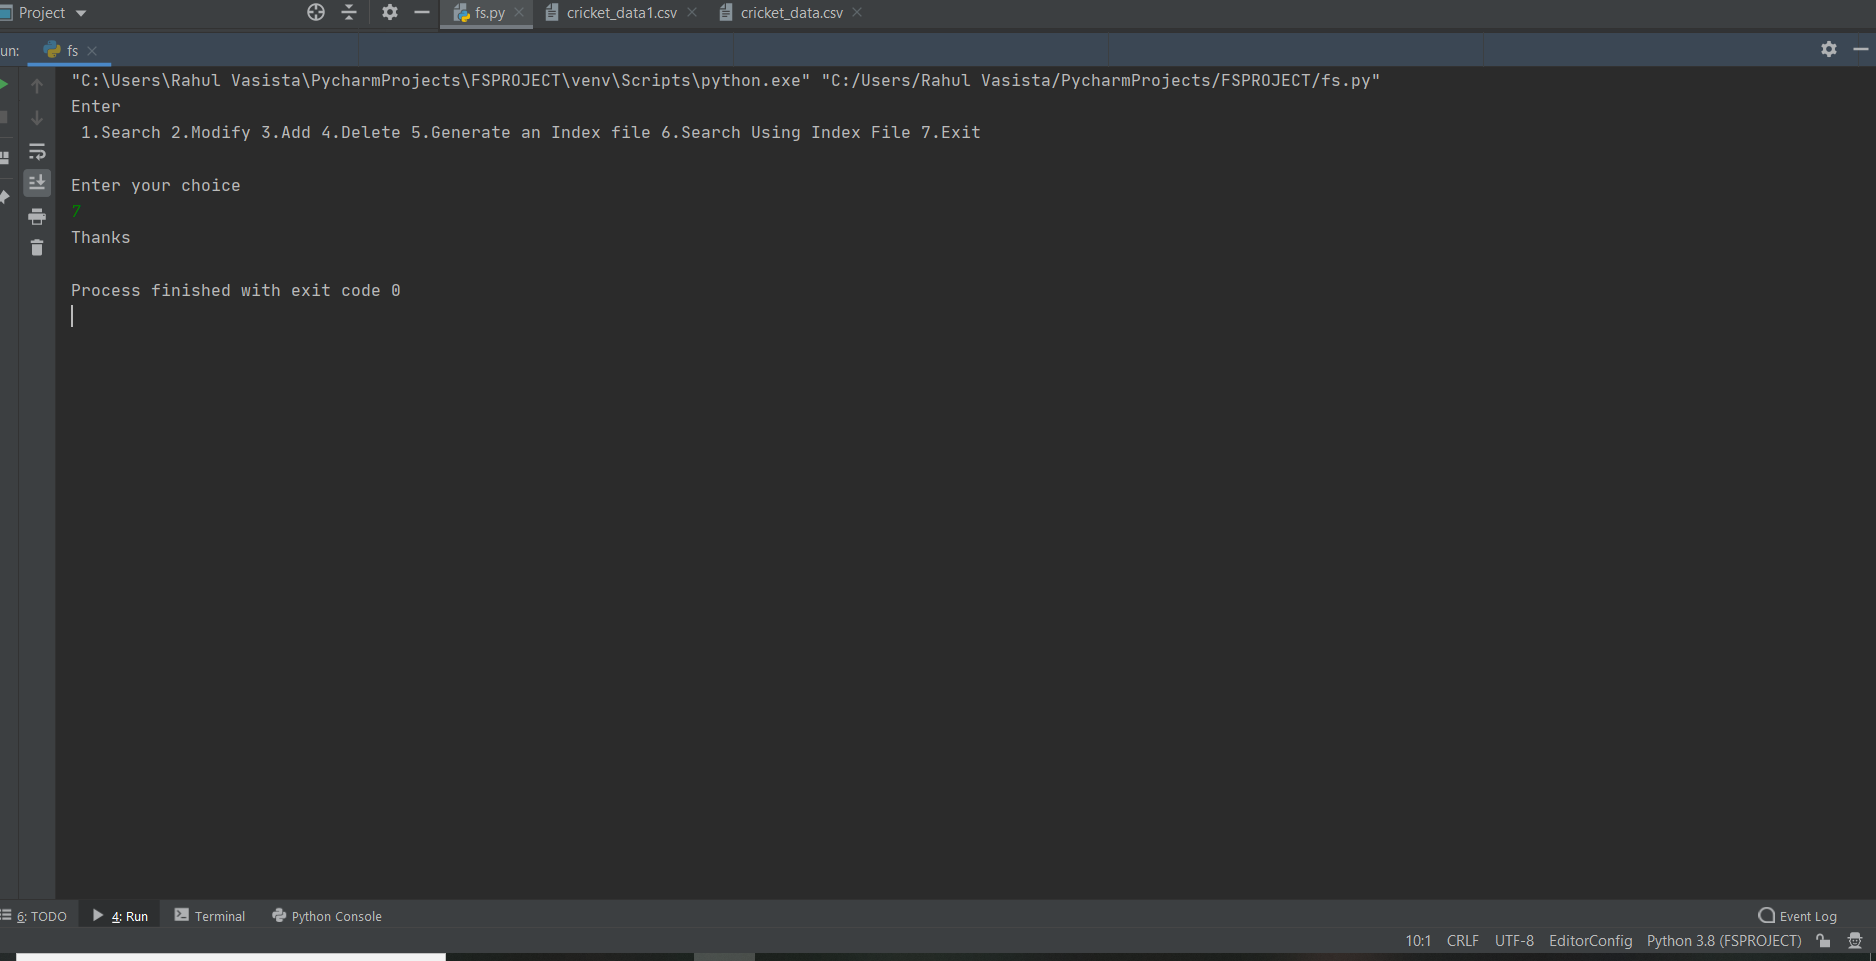 Project
fs.py
cricket_data1.csv
cricket_data.csv
un:
fs
"C:\Users\Rahul Vasista\PycharmProjects\FSPROJECT\venv\Scripts\python.exe" "C:/Users/Rahul Vasista/PycharmProjects/FSPROJECT/fs.py"
Enter
1.Search 2.Modify 3.Add 4.Delete 5.Generate an Index file 6.Search Using Index File 7.Exit
Enter your choice
7
Thanks
Process finished with exit code 0
6: TODO
4: Run
Terminal
Python Console
Event Log
10:1 CRLF UTF-8 EditorConfig Python 3.8 (FSPROJECT)